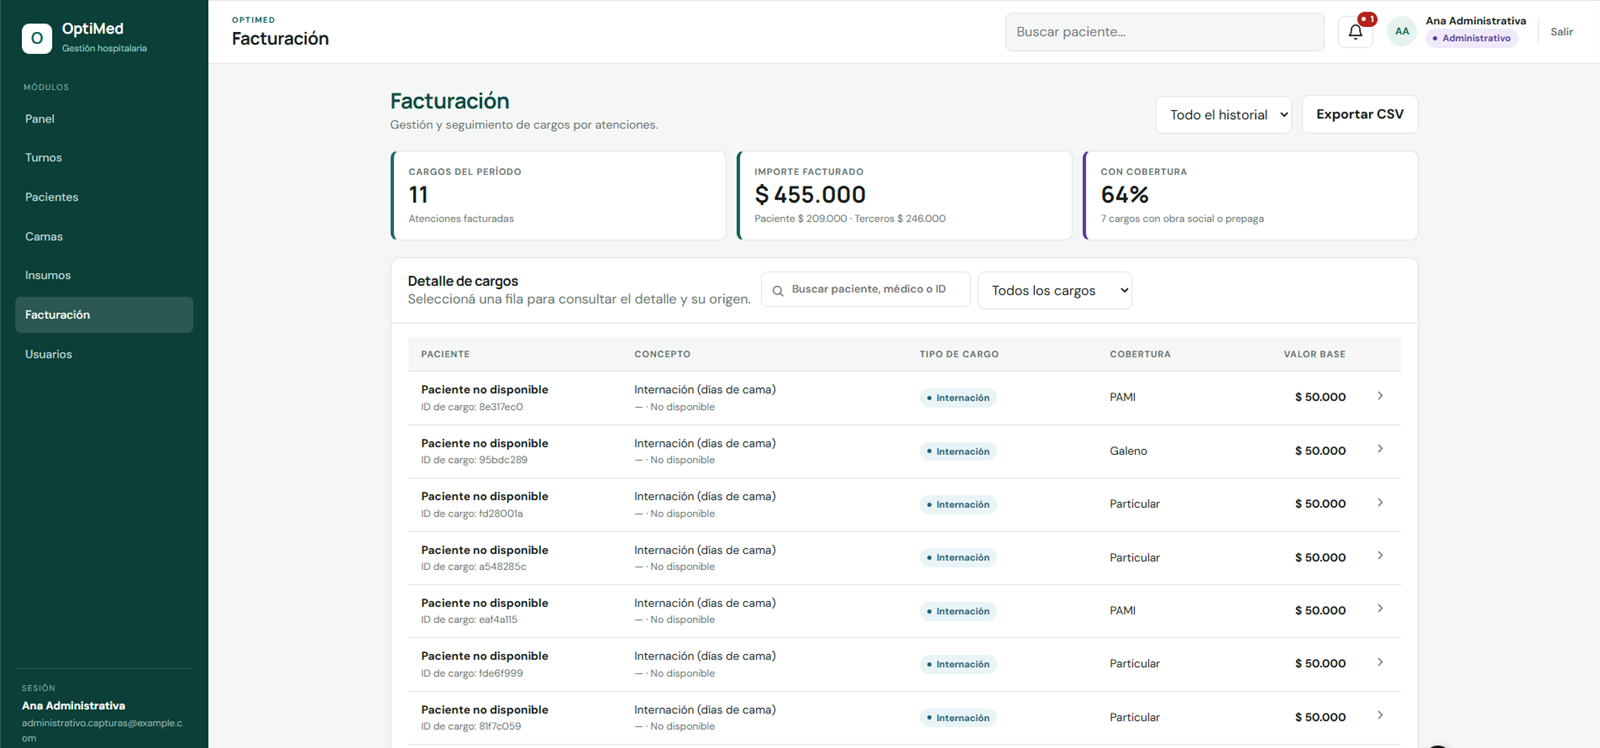 O
OptiMed
Gestión hospitalaria
MÓDULOS
Panel
Turnos
Pacientes
Camas
Insumos
Facturación
Usuarios
SESIÓN
Ana Administrativa
administrativo.capturas@example.c
om
OPTIMED
Facturación
Buscar paciente...
1
AA
Ana Administrativa
Administrativo
Salir
Facturación
Gestión y seguimiento de cargos por atenciones.
Todo el historial
Exportar CSV
CARGOS DEL PERÍODO
11
Atenciones facturadas
IMPORTE FACTURADO
$ 455.000
Paciente $ 209.000 · Terceros $ 246.000
CON COBERTURA
64%
7 cargos con obra social o prepaga
Detalle de cargos
Seleccioná una fila para consultar el detalle y su origen.
Buscar paciente, médico o ID
Todos los cargos
PACIENTE CONCEPTO TIPO DE CARGO COBERTURA VALOR BASE
Paciente no disponible Internación (días de cama) Internación PAMI $ 50.000
ID de cargo: 8e317ec0 — · No disponible
Paciente no disponible Internación (días de cama) Internación Galeno $ 50.000
ID de cargo: 95bdc289 — · No disponible
Paciente no disponible Internación (días de cama) Internación Particular $ 50.000
ID de cargo: fd28001a — · No disponible
Paciente no disponible Internación (días de cama) Internación Particular $ 50.000
ID de cargo: a548285c — · No disponible
Paciente no disponible Internación (días de cama) Internación PAMI $ 50.000
ID de cargo: eaf4a115 — · No disponible
Paciente no disponible Internación (días de cama) Internación Particular $ 50.000
ID de cargo: fde6f999 — · No disponible
Paciente no disponible Internación (días de cama) Internación Particular $ 50.000
ID de cargo: 81f7c059 — · No disponible